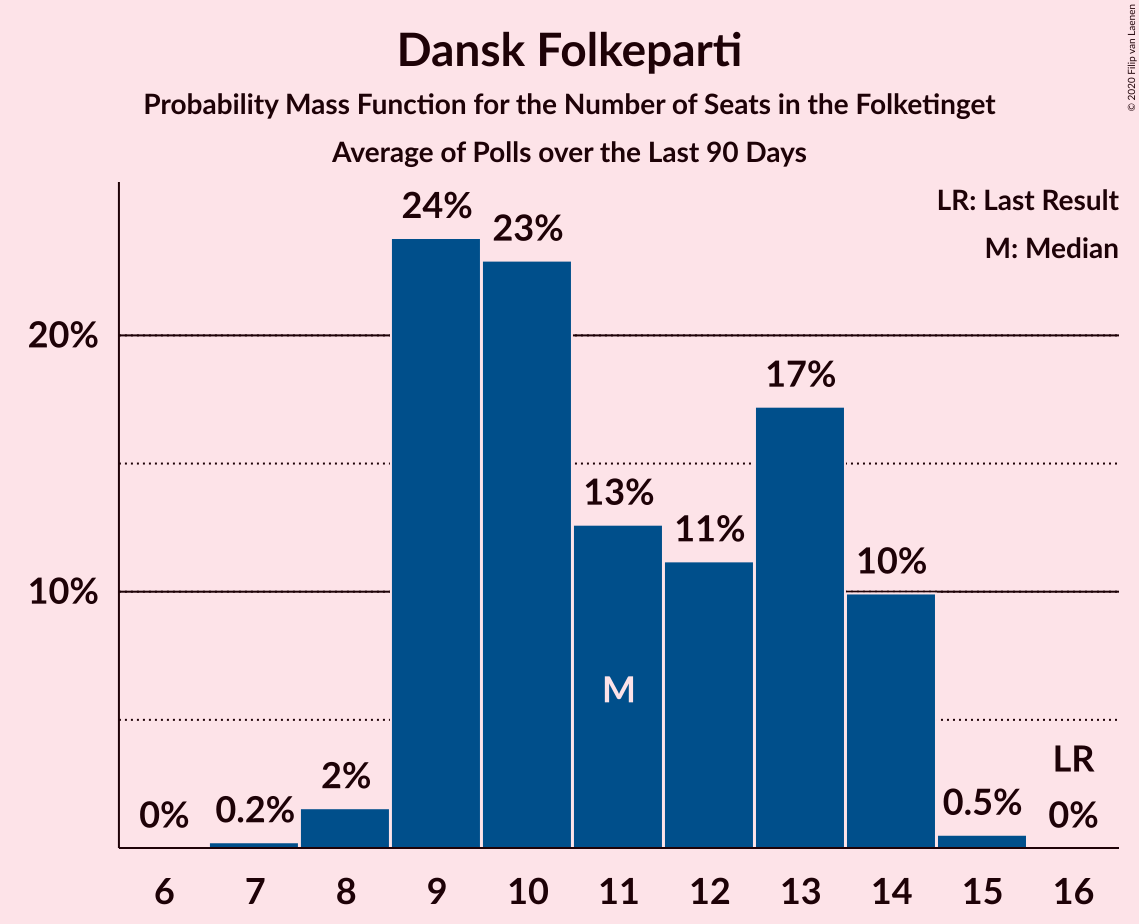 Dansk Folkeparti
Probability Mass Function for the Number of Seats in the Folketinget
Average of Polls over the Last 90 Days
© 2020 Filip van Laenen
LR: Last Result
M: Median
24%
23%
20%
17%
13%
11%
10%
10%
M
LR
2%
0%
0.2%
0.5%
0%
6 7 8 9 10 11 12 13 14 15 16